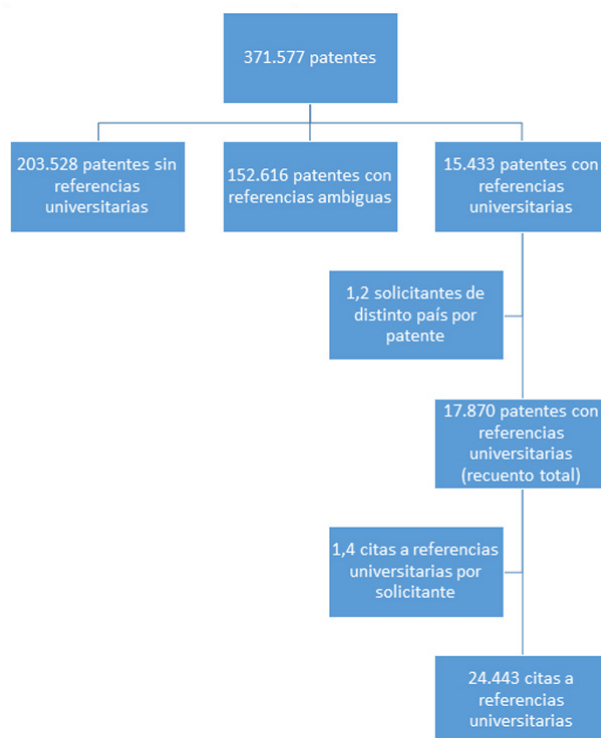 371.577 patentes
203.528 patentes sin
referencias
universitarias
152.616 patentes con
referencias ambiguas
15.433 patentes con
referencias
universitarias
1,2 solicitantes de
distinto país por
patente
17.870 patentes con
referencias
universitarias
(recuento total)
1,4 citas a referencias
universitarias por
solicitante
24.443 citas a
referencias
universitarias